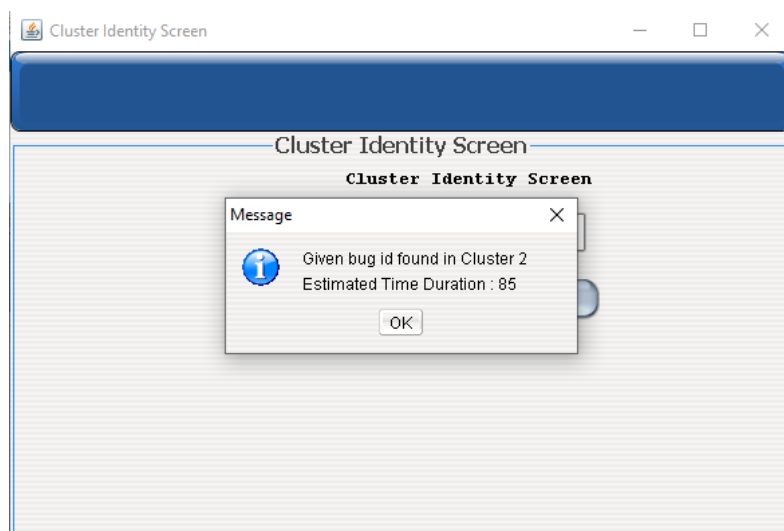 Cluster Identity Screen
Cluster Identity Screen
Cluster Identity Screen
Message
Given bug id found in Cluster 2
Estimated Time Duration : 85
OK